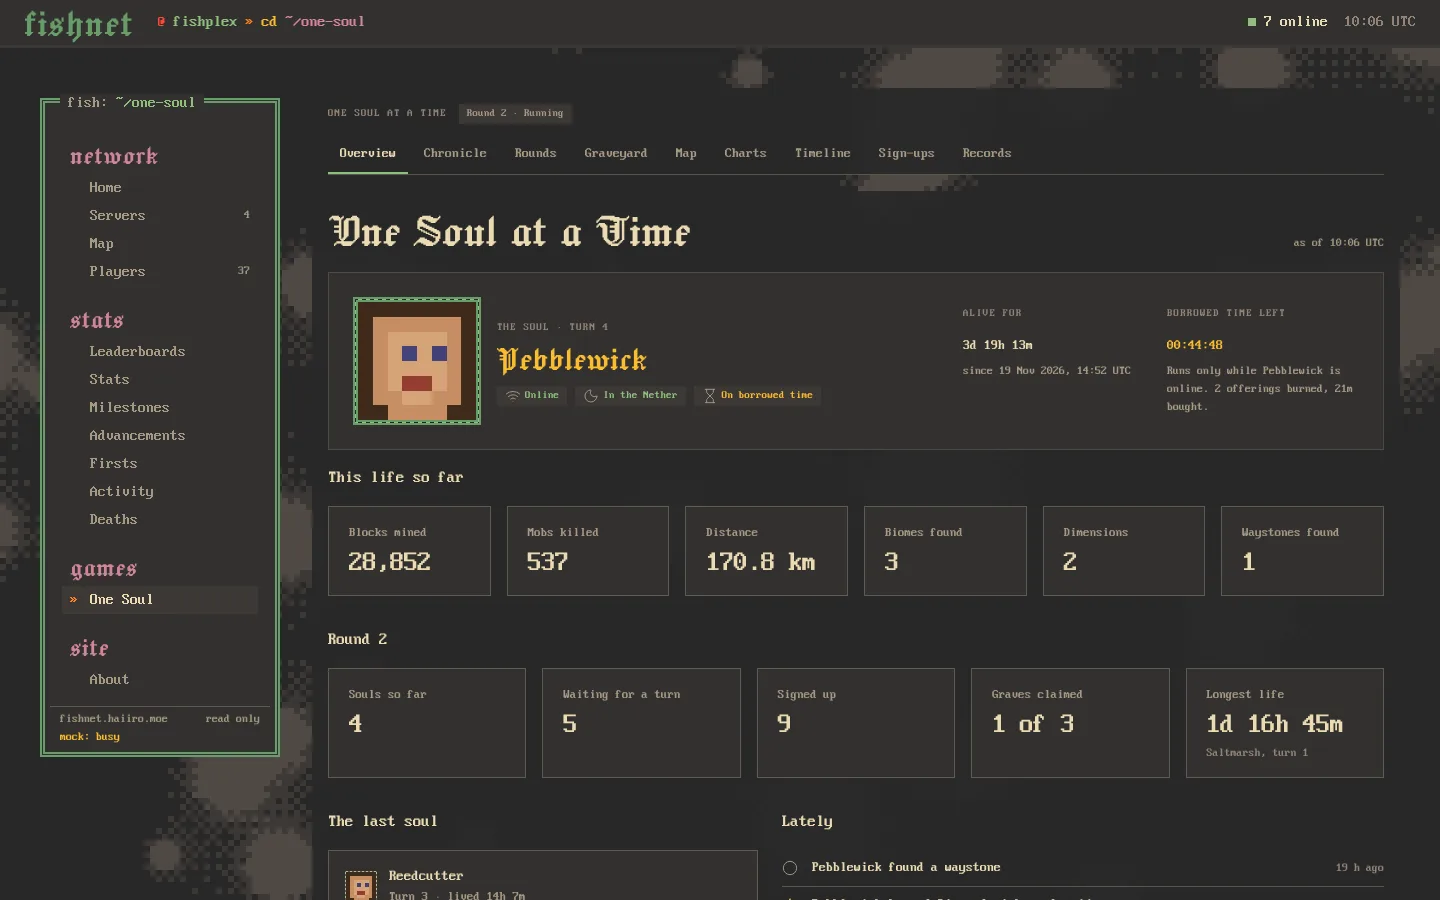 fishnet
@ fishplex » cd ~/one-soul
7 online 10:06 UTC
fish: ~/one-soul
network
Home
Servers 4
Map
Players 37
stats
Leaderboards
Stats
Milestones
Advancements
Firsts
Activity
Deaths
games
» One Soul
site
About
fishnet.haiiro.moe read only
mock: busy
ONE SOUL AT A TIME Round 2 · Running
Overview Chronicle Rounds Graveyard Map Charts Timeline Sign-ups Records
One Soul at a Time
as of 10:06 UTC
THE SOUL · TURN 4
Pebblewick
Online In the Nether On borrowed time
ALIVE FOR
3d 19h 13m
since 19 Nov 2026, 14:52 UTC
BORROWED TIME LEFT
00:44:48
Runs only while Pebblewick is
online. 2 offerings burned, 21m
bought.
This life so far
Blocks mined
28,852
Mobs killed
537
Distance
170.8 km
Biomes found
3
Dimensions
2
Waystones found
1
Round 2
Souls so far
4
Waiting for a turn
5
Signed up
9
Graves claimed
1 of 3
Longest life
1d 16h 45m
Saltmarsh, turn 1
The last soul
Reedcutter
Turn 3 · lived 14h 7m
Lately
Pebblewick found a waystone 19 h ago